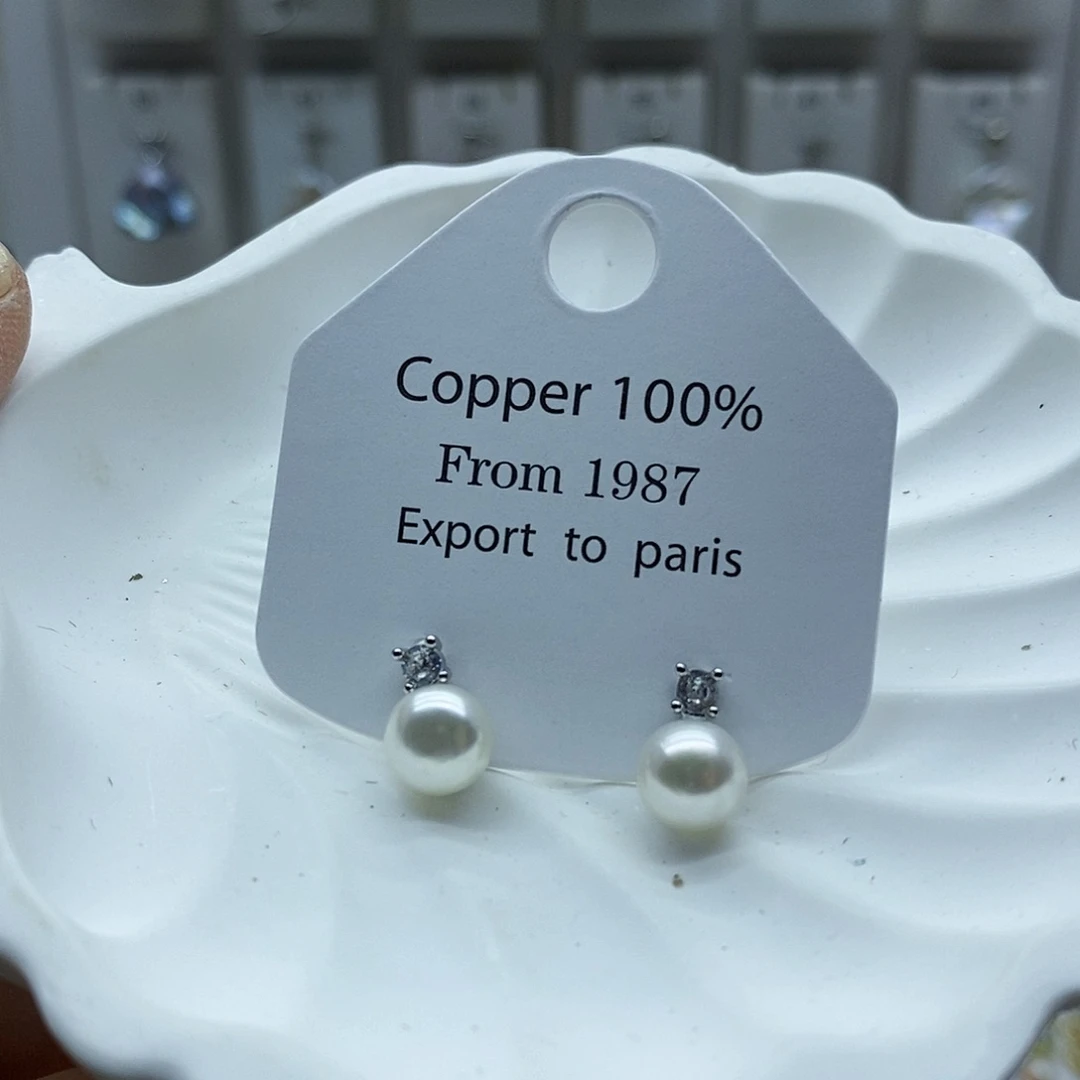 Copper 100%
From 1987
Export to paris